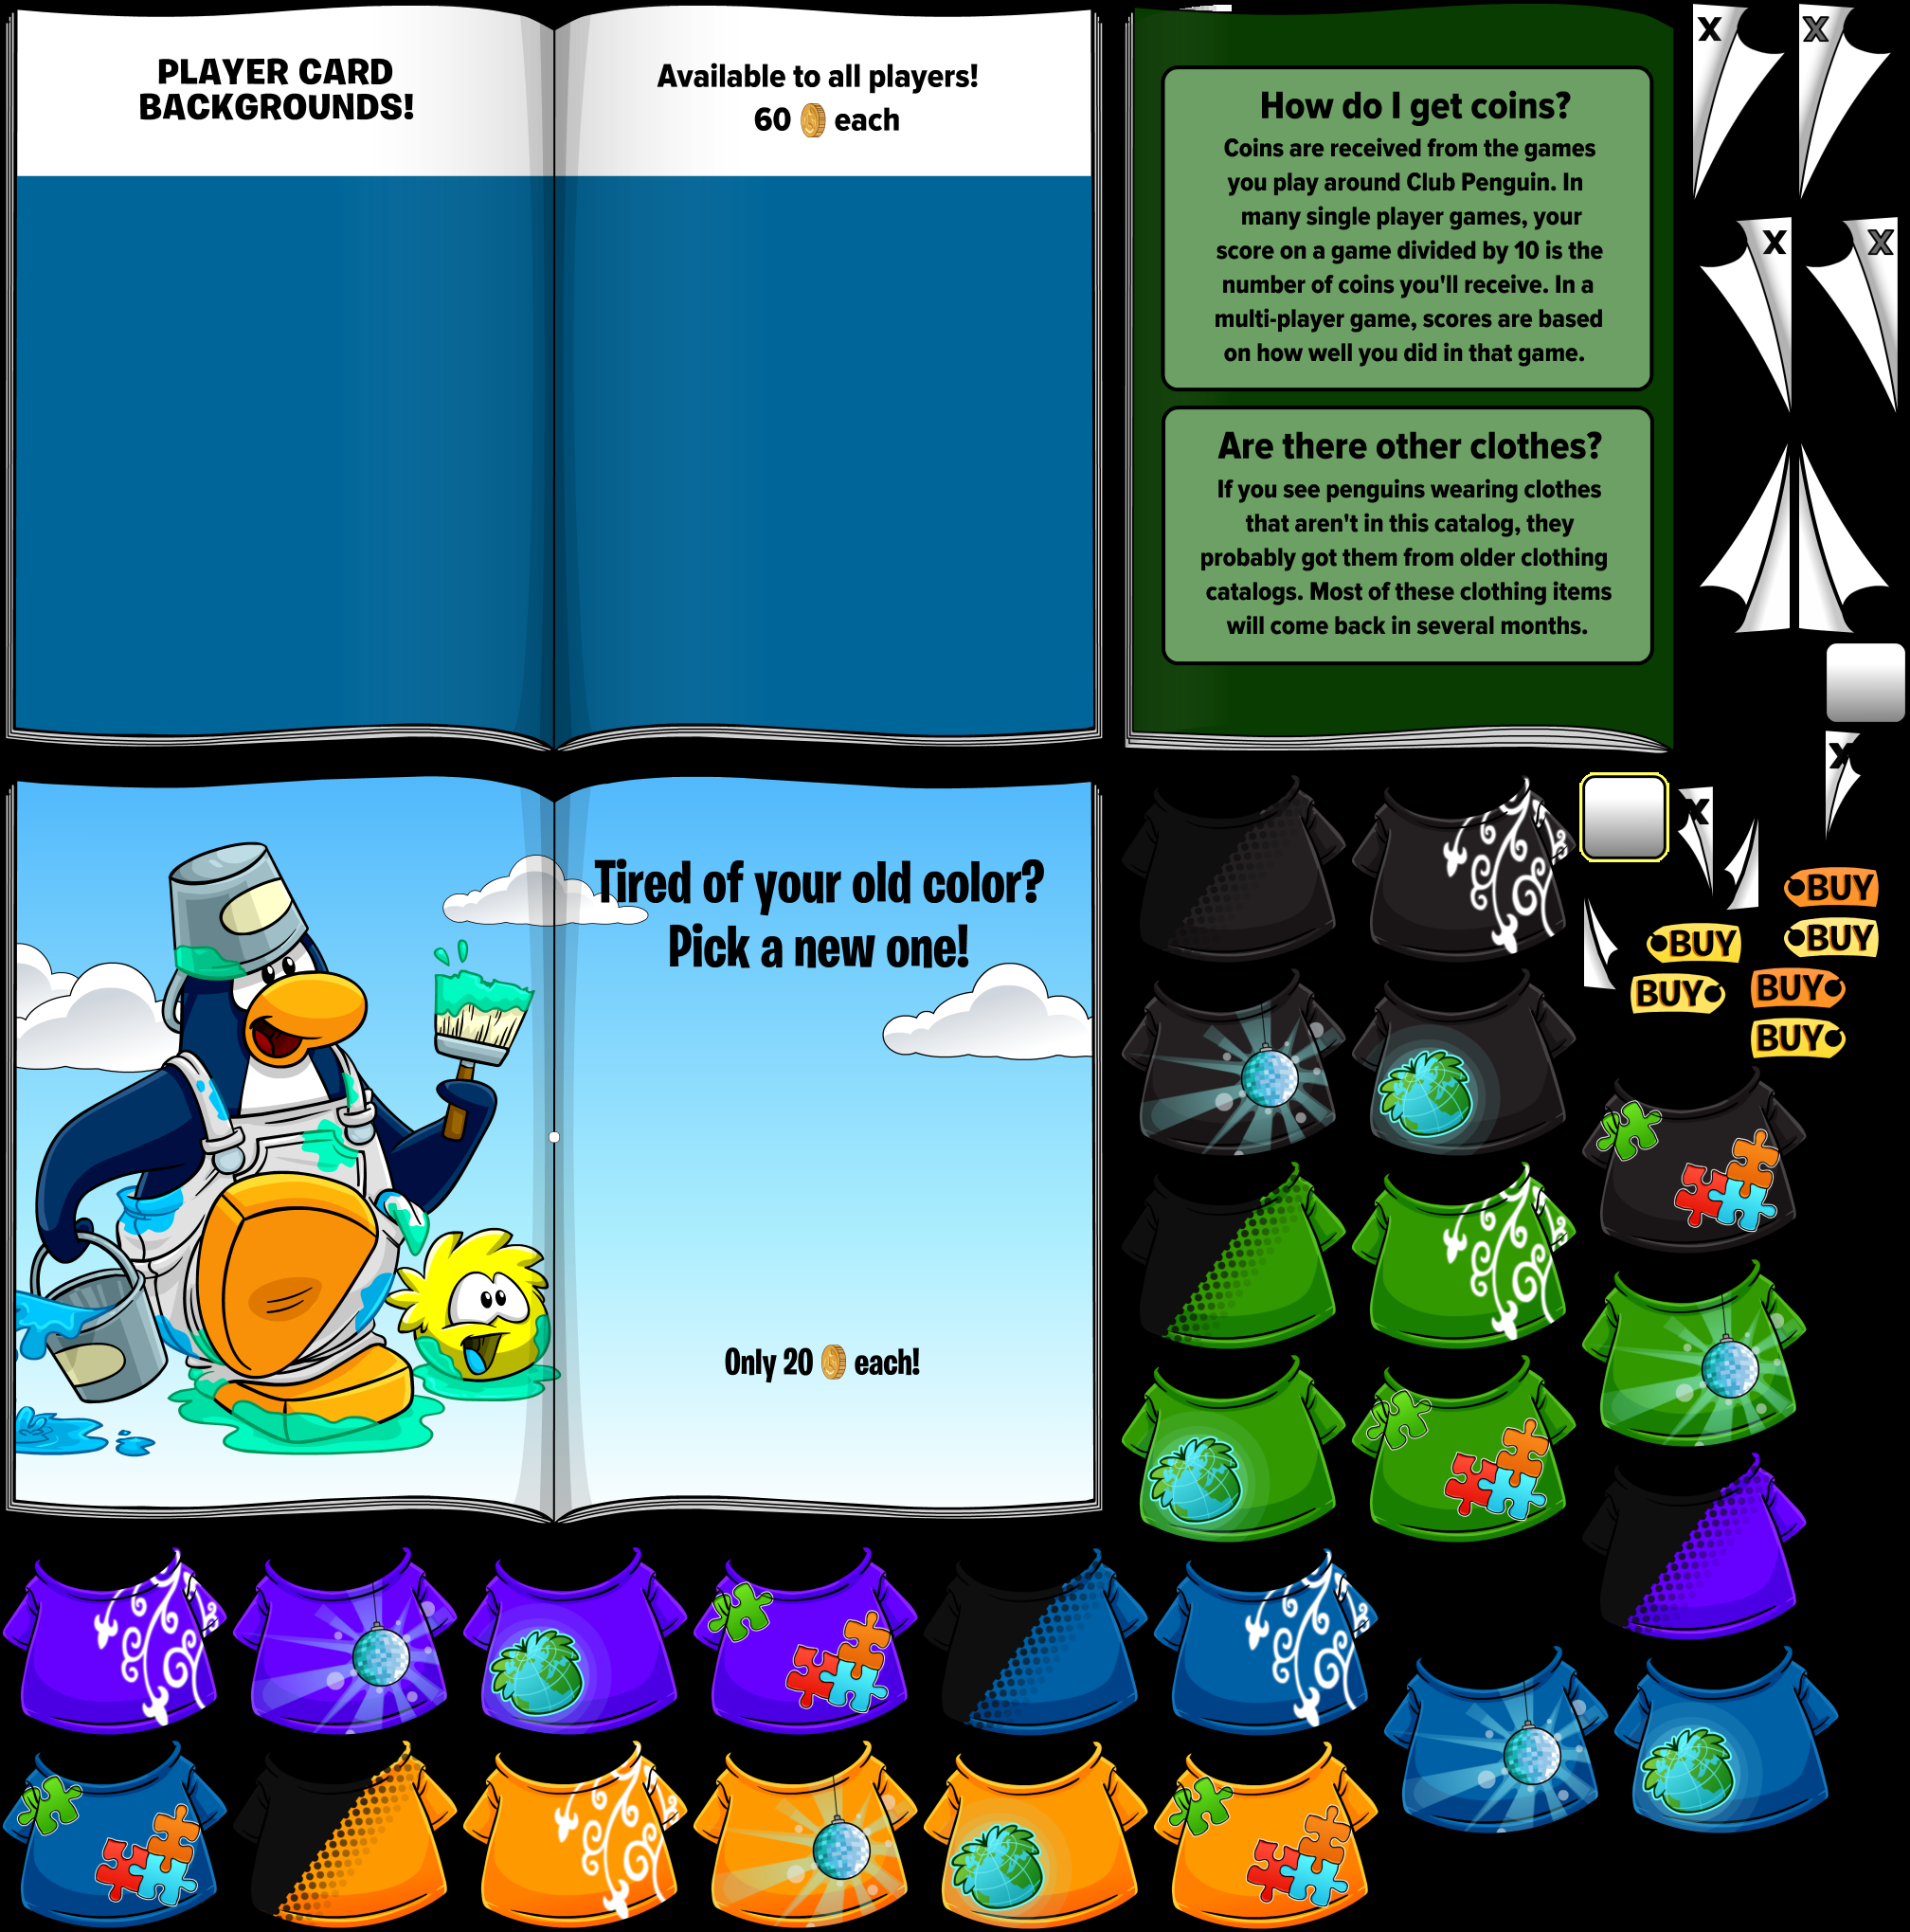 PLAYER CARD
BACKGROUNDS!
Available to all players!
60 each
How do I get coins?
Coins are received from the games
you play around Club Penguin. In
many single player games, your
score on a game divided by 10 is the
number of coins you'll receive. In a
multi-player game, scores are based
on how well you did in that game.
Are there other clothes?
If you see penguins wearing clothes
that aren't in this catalog, they
probably got them from older clothing
catalogs. Most of these clothing items
will come back in several months.
X
X
X
X
X
X
Tired of your old color?
Pick a new one!
Only 20 each!
BUY
BUY
BUY
BUY
BUY
BUY